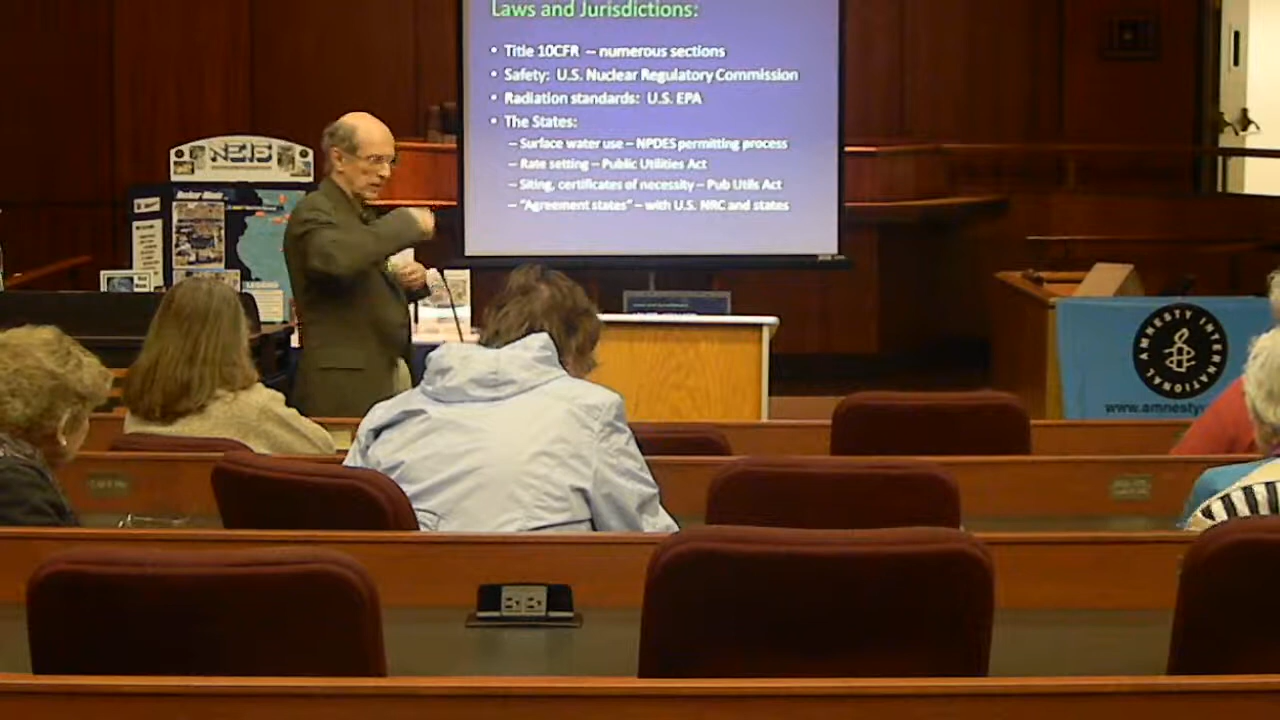 Laws and Jurisdictions:
• Title 10CFR – numerous sections
• Safety: U.S. Nuclear Regulatory Commission
• Radiation standards: U.S. EPA
• The States:
– Surface water use – NPDES permitting process
– Rate setting – Public Utilities Act
– Siting, certificates of necessity – Pub Utils Act
– "Agreement states" – with U.S. NRC and states
NEIS
AMNESTY INTERNATIONAL
www.amnesty